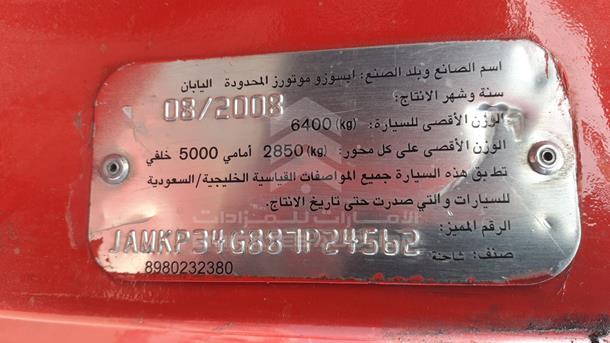 اسم الصانع وبلد الصنع: ايسوزو موتورز المحدودة اليابان
سنة وشهر الانتاج:
08/2008
الوزن الأقصى للسيارة: 6400 (kg)
الوزن الأقصى على كل محور: 2850 (kg) أمامي 5000 خلفي
تطبق هذه السيارة جميع المواصفات القياسية الخليجية/السعودية
للسيارات والتي صدرت حتى تاريخ الانتاج.
الإمارات للمزادات
الرقم المميز:
JAMKP34G887P24562
صنف: شاحنة
8980232380